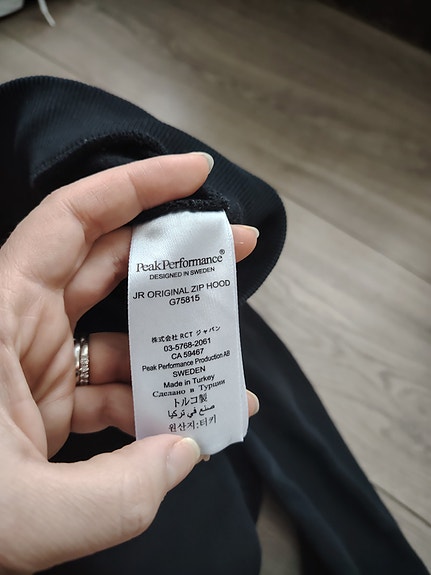 PeakPerformance®
DESIGNED IN SWEDEN
JR ORIGINAL ZIP HOOD
G75815
株式会社 RCT ジャパン
03-5768-2061
CA 59467
Peak Performance Production AB
SWEDEN
Made in Turkey
Сделано в Турции
トルコ製
صنع في تركيا
원산지:터키